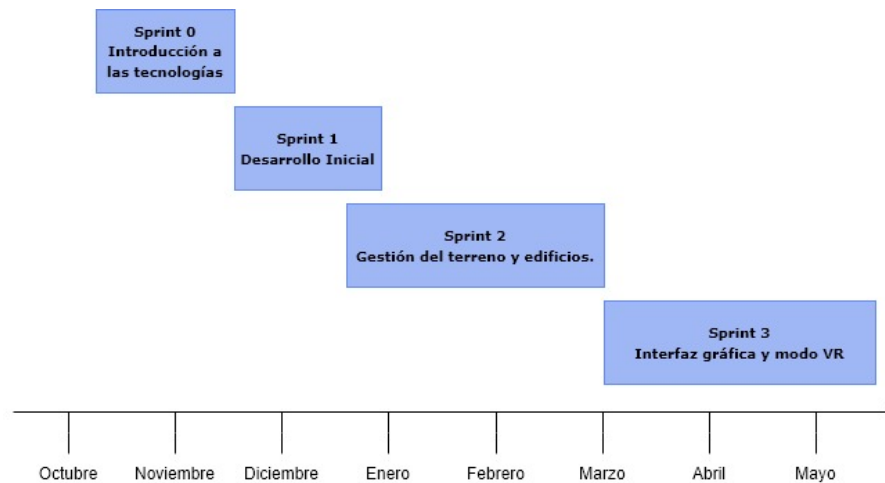 Sprint 0
Introducción a
las tecnologías
Sprint 1
Desarrollo Inicial
Sprint 2
Gestión del terreno y edificios.
Sprint 3
Interfaz gráfica y modo VR
Octubre Noviembre Diciembre Enero Febrero Marzo Abril Mayo